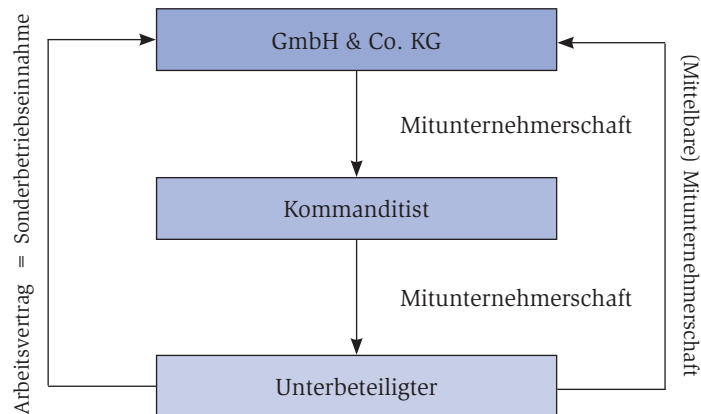 GmbH & Co. KG
Mitunternehmerschaft
Kommanditist
Mitunternehmerschaft
Unterbeteiligter
Arbeitsvertrag = Sonderbetriebseinnahme
(Mittelbare) Mitunternehmerschaft